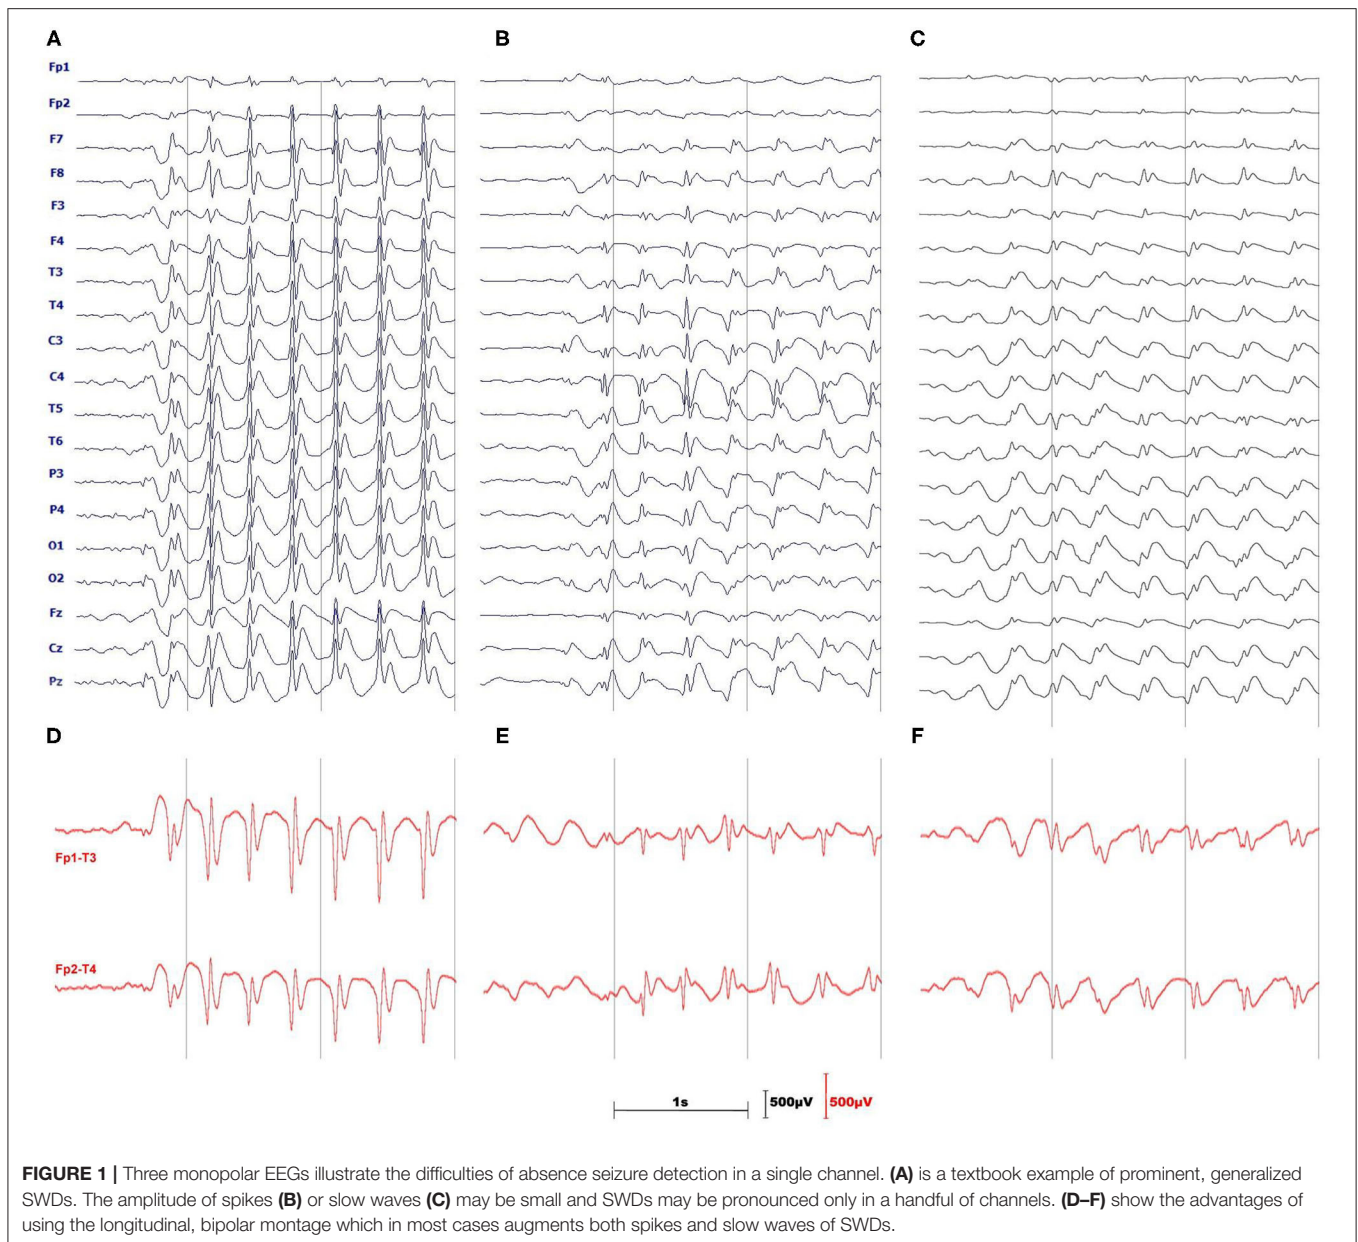 A
B
C
Fp1
Fp2
F7
F8
F3
F4
T3
T4
C3
C4
T5
T6
P3
P4
O1
O2
Fz
Cz
Pz
D
E
F
Fp1-T3
Fp2-T4
1s
500µV
500µV
FIGURE 1 | Three monopolar EEGs illustrate the difficulties of absence seizure detection in a single channel. (A) is a textbook example of prominent, generalized
SWDs. The amplitude of spikes (B) or slow waves (C) may be small and SWDs may be pronounced only in a handful of channels. (D–F) show the advantages of
using the longitudinal, bipolar montage which in most cases augments both spikes and slow waves of SWDs.